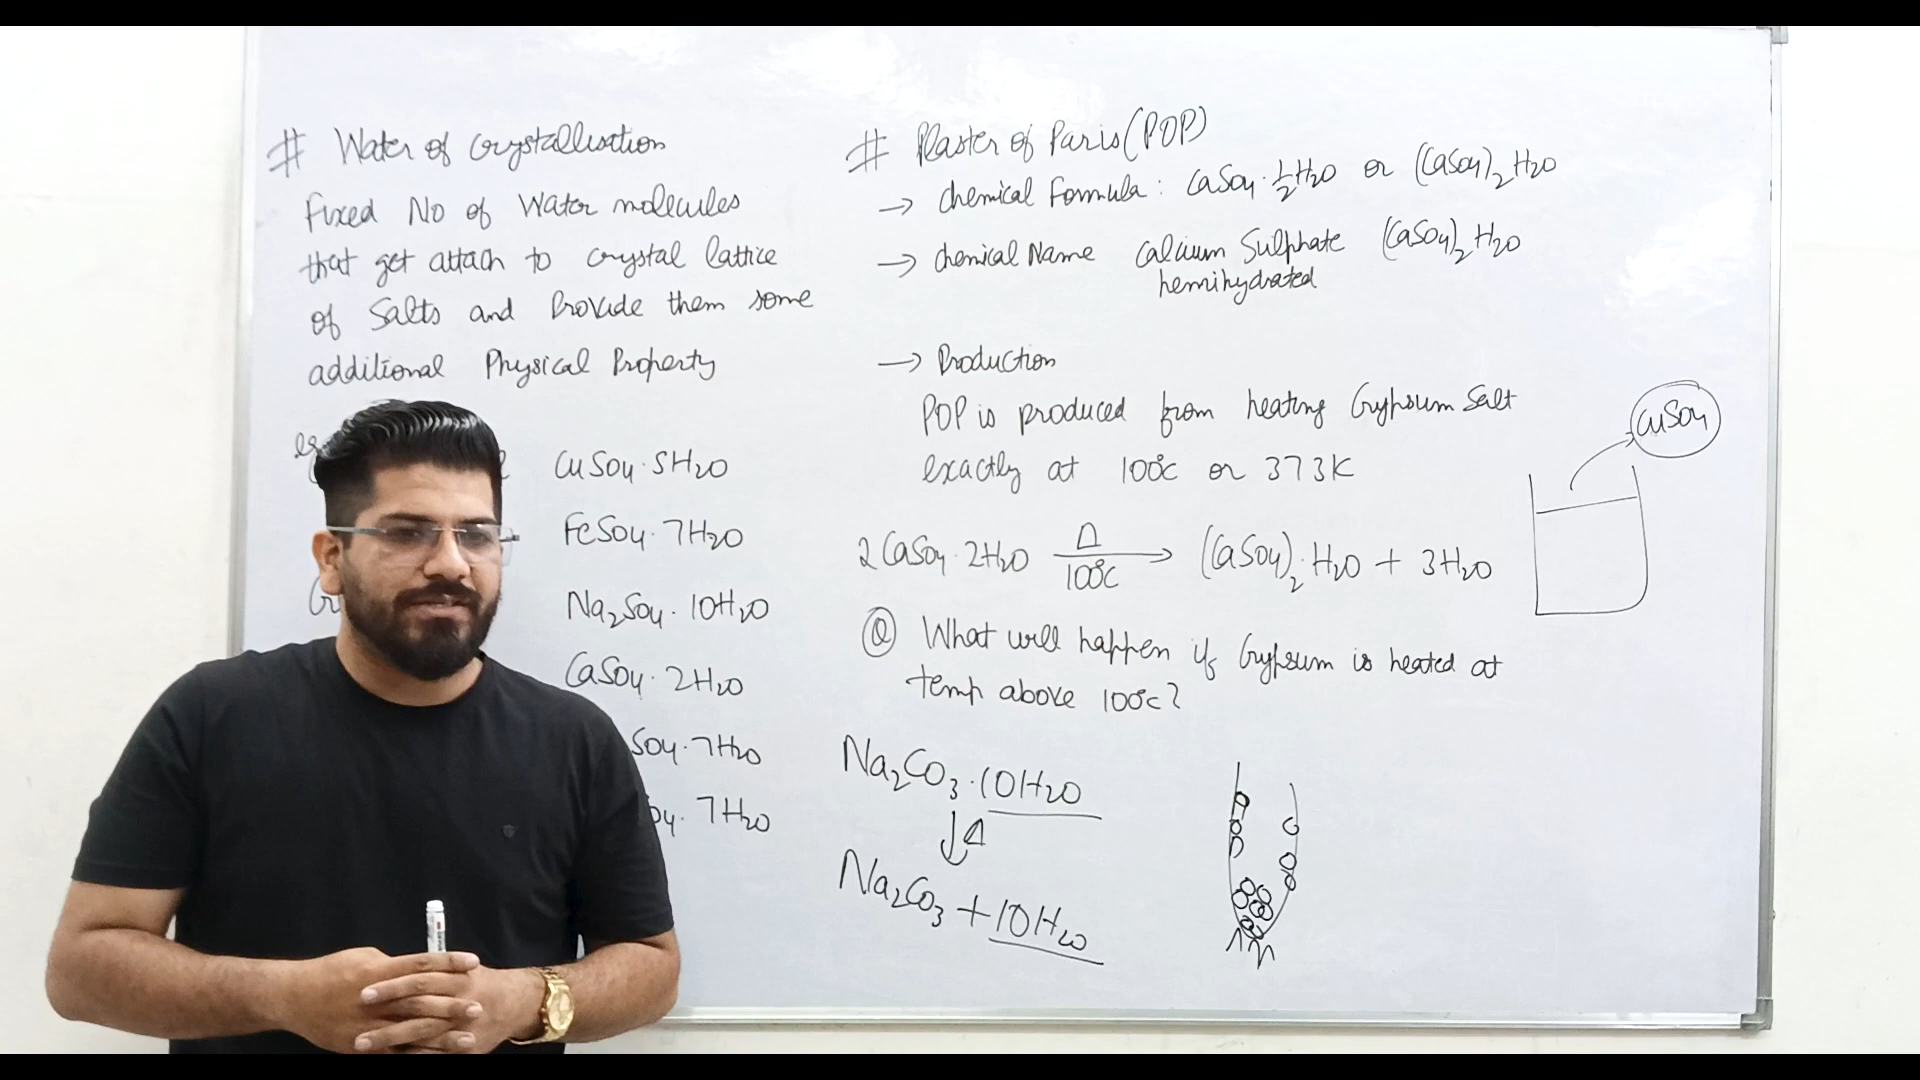 # Water of Crystallisation
Fixed No of Water molecules
that get attach to crystal lattice
of Salts and Provide them some
additional Physical Property
CuSO4·5H2O
FeSO4·7H2O
Na2SO4·10H2O
CaSO4·2H2O
SO4·7H2O
O4·7H2O
# Plaster of Paris (POP)
→ Chemical Formula: CaSO4·1/2H2O or (CaSO4)2H2O
→ Chemical Name Calcium Sulphate (CaSO4)2H2O
hemihydrated
→ Production
POP is produced from heating Gypsum Salt
exactly at 100°C or 373K
2CaSO4·2H2O Δ 100°C → (CaSO4)2·H2O + 3H2O
Q What will happen if Gypsum is heated at
temp above 100°C?
Na2CO3·10H2O
↓Δ
Na2CO3 + 10H2O
CuSO4